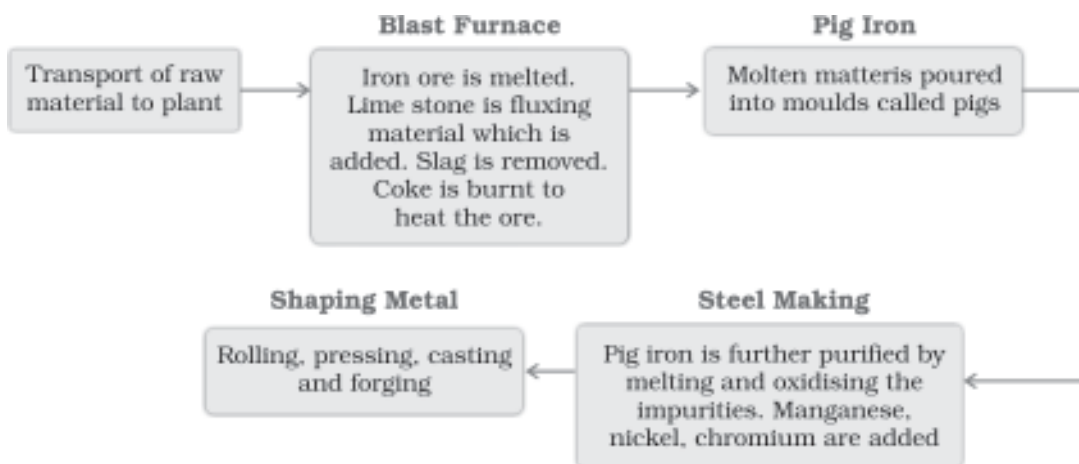 Blast Furnace
Pig Iron
Transport of raw
material to plant
Iron ore is melted.
Lime stone is fluxing
material which is
added. Slag is removed.
Coke is burnt to
heat the ore.
Molten matteris poured
into moulds called pigs
Shaping Metal
Steel Making
Rolling, pressing, casting
and forging
Pig iron is further purified by
melting and oxidising the
impurities. Manganese,
nickel, chromium are added